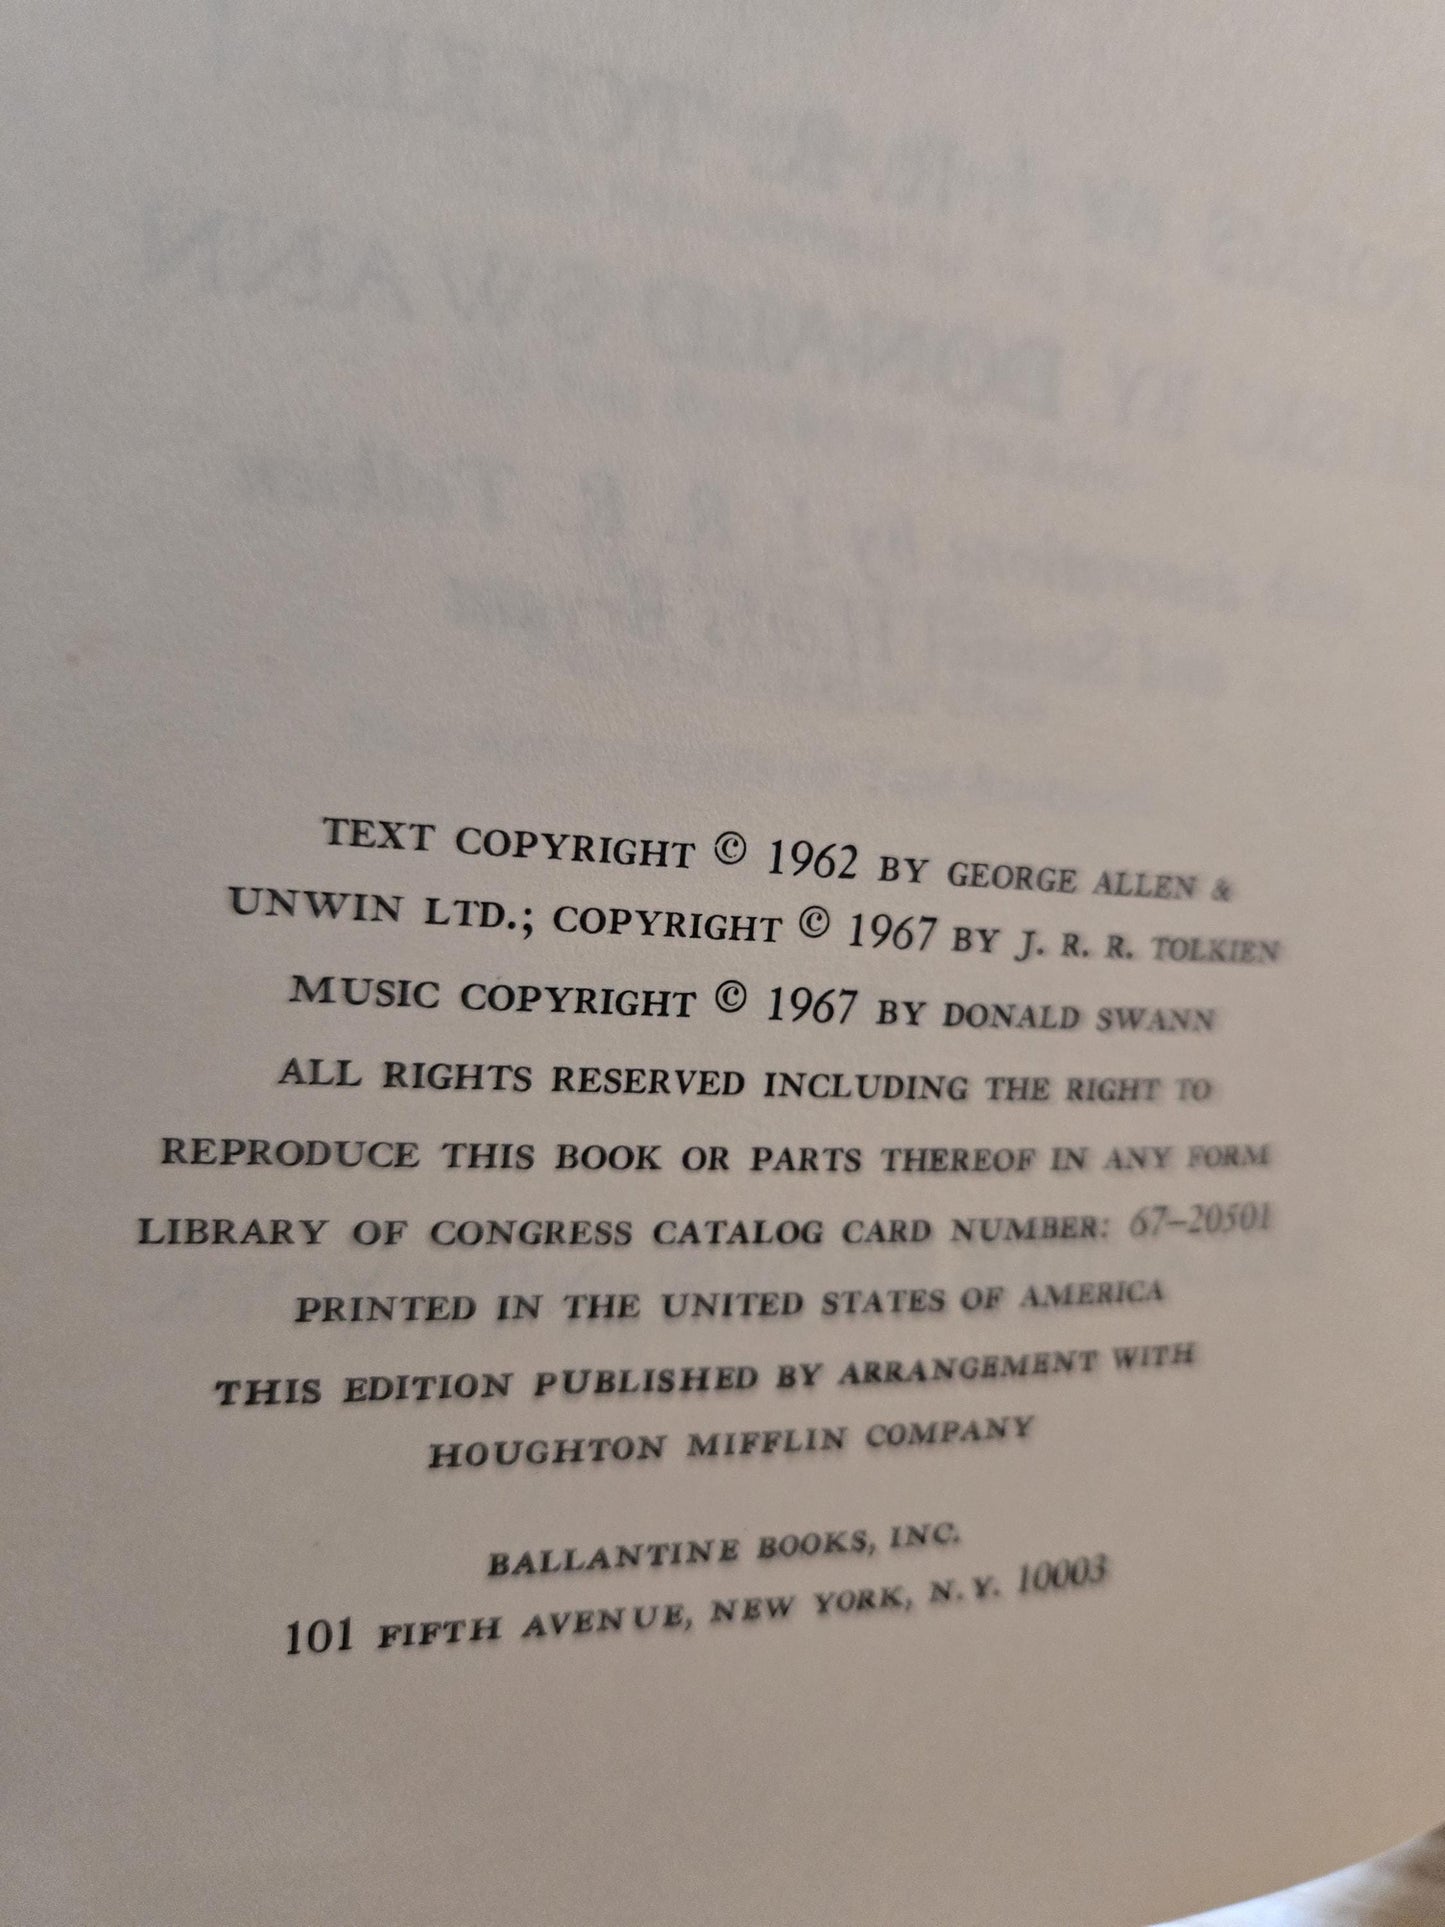 TEXT COPYRIGHT © 1962 BY GEORGE ALLEN &
UNWIN LTD.; COPYRIGHT © 1967 BY J. R. R. TOLKIEN
MUSIC COPYRIGHT © 1967 BY DONALD SWANN
ALL RIGHTS RESERVED INCLUDING THE RIGHT TO
REPRODUCE THIS BOOK OR PARTS THEREOF IN ANY FORM
LIBRARY OF CONGRESS CATALOG CARD NUMBER: 67–20501
PRINTED IN THE UNITED STATES OF AMERICA
THIS EDITION PUBLISHED BY ARRANGEMENT WITH
HOUGHTON MIFFLIN COMPANY
BALLANTINE BOOKS, INC.
101 FIFTH AVENUE, NEW YORK, N.Y. 10003